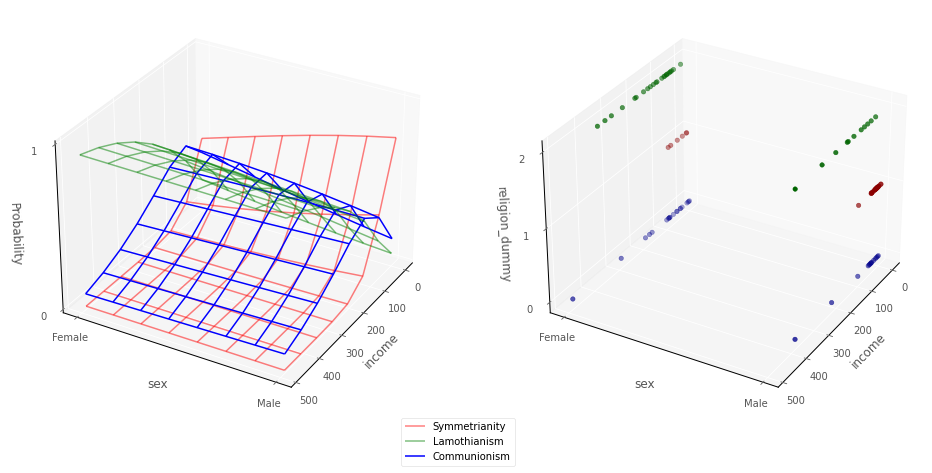 1
0
Probability
Female
Male
sex
0
100
200
300
400
500
income
2
1
0
religion_dummy
Female
Male
sex
0
100
200
300
400
500
income
Symmetrianity
Lamothianism
Communionism